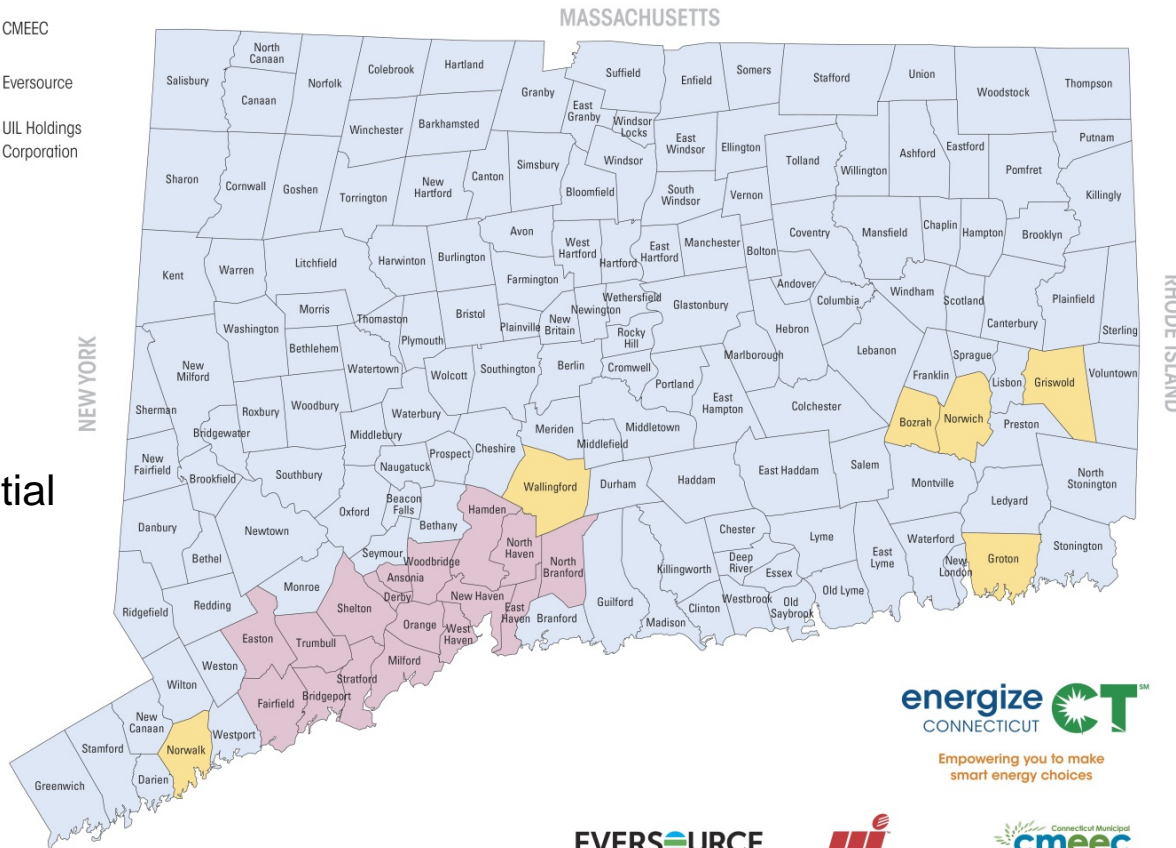 CMEEC
Eversource
UIL Holdings
Corporation
MASSACHUSETTS
NEW YORK
RHODE ISLAND
tial
Salisbury
North
Canaan
Canaan
Norfolk
Colebrook
Hartland
Granby
Suffield
East
Granby
Windsor
Locks
Enfield
Somers
Stafford
Union
Woodstock
Thompson
Putnam
Winchester
Barkhamsted
Simsbury
Windsor
East
Windsor
Ellington
Tolland
Willington
Ashford
Eastford
Pomfret
Killingly
Sharon
Cornwall
Goshen
Torrington
New
Hartford
Canton
Bloomfield
South
Windsor
Vernon
Kent
Warren
Litchfield
Harwinton
Burlington
Avon
West
Hartford
Hartford
East
Hartford
Manchester
Bolton
Coventry
Mansfield
Chaplin
Hampton
Brooklyn
Farmington
Andover
Columbia
Windham
Scotland
Plainfield
Sterling
Washington
Morris
Thomaston
Plymouth
Bristol
Plainville
New
Britain
Newington
Wethersfield
Rocky
Hill
Glastonbury
Hebron
Canterbury
Bethlehem
Watertown
Wolcott
Southington
Berlin
Cromwell
Portland
Marlborough
Lebanon
Franklin
Sprague
Lisbon
Griswold
Voluntown
New
Milford
Sherman
Roxbury
Woodbury
Waterbury
Middlebury
Bridgewater
Cheshire
Meriden
Middlefield
Middletown
East
Hampton
Colchester
Bozrah
Norwich
Preston
New
Fairfield
Brookfield
Southbury
Naugatuck
Prospect
Wallingford
Durham
Haddam
East Haddam
Salem
Montville
Ledyard
North
Stonington
Danbury
Bethel
Newtown
Oxford
Beacon
Falls
Bethany
Hamden
North
Haven
North
Branford
Chester
Deep
River
Essex
Lyme
East
Lyme
Waterford
New
London
Groton
Stonington
Seymour
Woodbridge
Ansonia
Derby
New Haven
East
Haven
Branford
Guilford
Madison
Killingworth
Clinton
Westbrook
Old
Saybrook
Old Lyme
Ridgefield
Redding
Monroe
Shelton
Orange
West
Haven
Milford
Easton
Trumbull
Stratford
Bridgeport
Fairfield
Weston
Wilton
Westport
Norwalk
New
Canaan
Darien
Stamford
Greenwich
energize CT℠
CONNECTICUT
Empowering you to make
smart energy choices
EVERSOURCE
Connecticut Municipal
cmeec